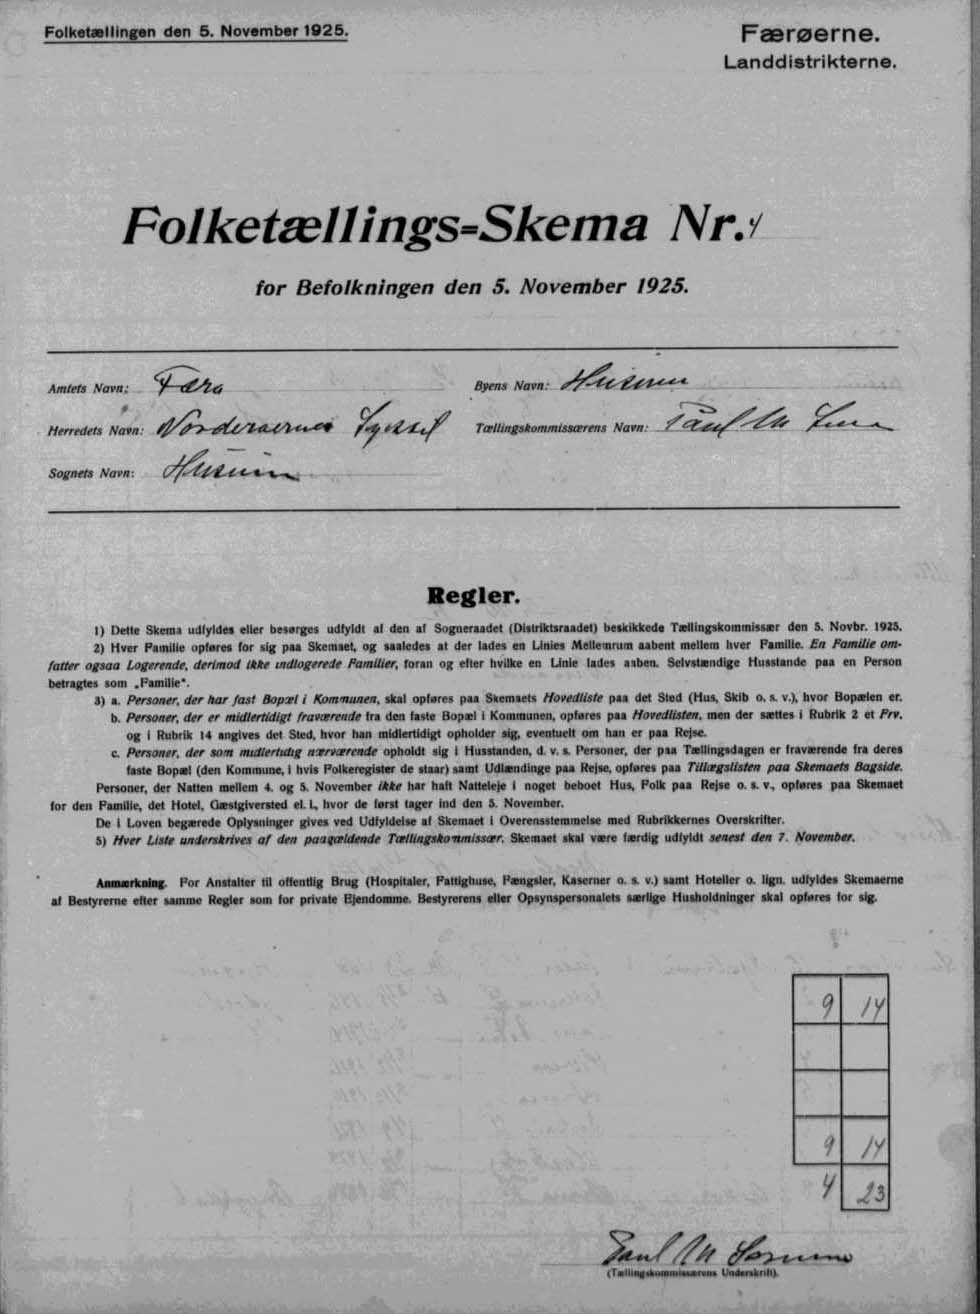 Folketællingen den 5. November 1925.
Færøerne.
Landdistrikterne.
Folketællings=Skema Nr. 4
for Befolkningen den 5. November 1925.
Amtets Navn: Færø
Byens Navn: Husum
Herredets Navn: Norderøernes Syssel
Tællingskommissærens Navn: Paul M
Sognets Navn: Husum
Regler.
1) Dette Skema udfyldes eller besørges udfyldt af den af Sogneraadet (Distriktsraadet) beskikkede Tællingskommissær den 5. Novbr. 1925.
2) Hver Familie opføres for sig paa Skemaet, og saaledes at der lades en Linies Mellemrum aabent mellem hver Familie. En Familie om-
fatter ogsaa Logerende, derimod ikke indlogerede Familier, foran og efter hvilke en Linie lades aaben. Selvstændige Husstande paa en Person
betragtes som „Familie“.
3) a. Personer, der har fast Bopæl i Kommunen, skal opføres paa Skemaets Hovedliste paa det Sted (Hus, Skib o. s. v.), hvor Bopælen er.
b. Personer, der er midlertidigt fraværende fra den faste Bopæl i Kommunen, opføres paa Hovedlisten, men der sættes i Rubrik 2 et Frv.
og i Rubrik 14 angives det Sted, hvor han midlertidigt opholder sig, eventuelt om han er paa Rejse.
c. Personer, der som midlertidig nærværende opholdt sig i Husstanden, d. v. s. Personer, der paa Tællingsdagen er fraværende fra deres
faste Bopæl (den Kommune, i hvis Folkeregister de staar) samt Udlændinge paa Rejse, opføres paa Tillægslisten paa Skemaets Bagside.
Personer, der Natten mellem 4. og 5. November ikke har haft Natteleje i noget beboet Hus, Folk paa Rejse o. s. v., opføres paa Skemaet
for den Familie, det Hotel, Gæstgiversted el. l., hvor de først tager ind den 5. November.
De i Loven begærede Oplysninger gives ved Udfyldelse af Skemaet i Overensstemmelse med Rubrikkernes Overskrifter.
5) Hver Liste underskrives af den paagældende Tællingskommissær. Skemaet skal være færdig udfyldt senest den 7. November.
Anmærkning. For Anstalter til offentlig Brug (Hospitaler, Fattighuse, Fængsler, Kaserner o. s. v.) samt Hoteller o. lign. udfyldes Skemaerne
af Bestyrerne efter samme Regler som for private Ejendomme. Bestyrerens eller Opsynspersonalets særlige Husholdninger skal opføres for sig.
9 14
9 14
4 23
Paul M
(Tællingskommissærens Underskrift).